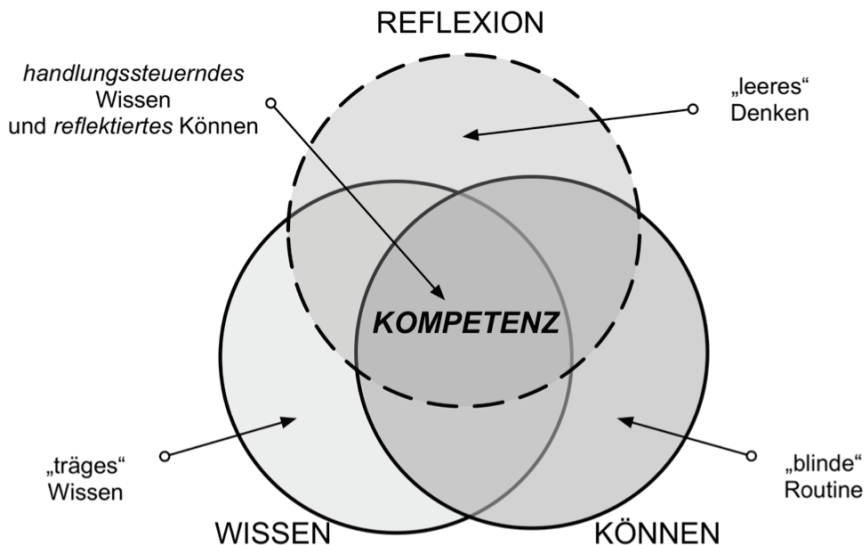 REFLEXION
handlungssteuerndes
Wissen
und reflektiertes Können
„leeres“
Denken
KOMPETENZ
„träges“
Wissen
„blinde“
Routine
WISSEN
KÖNNEN